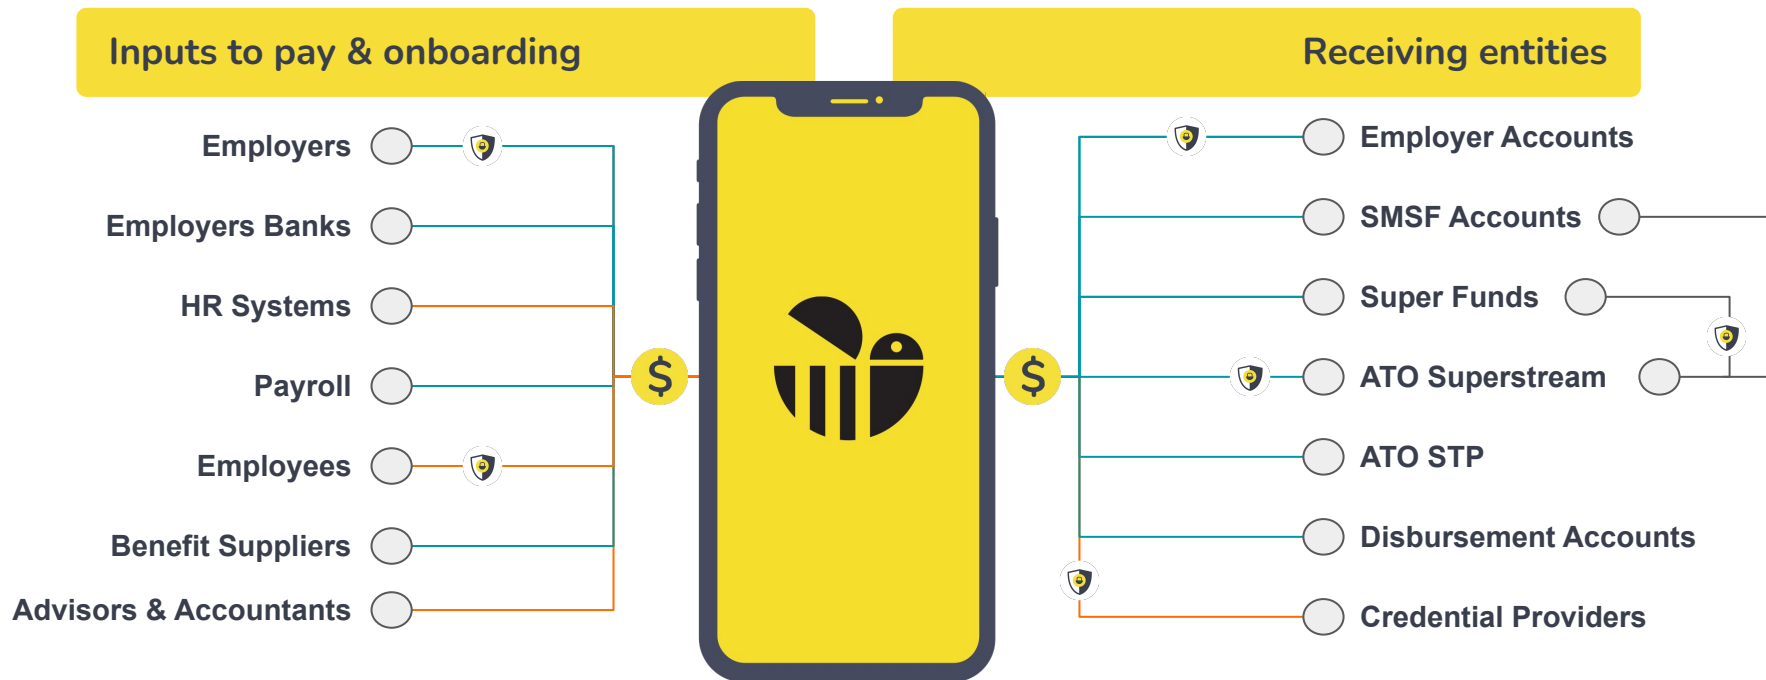 Inputs to pay & onboarding
Receiving entities
Employers
Employers Banks
HR Systems
Payroll
Employees
Benefit Suppliers
Advisors & Accountants
$
$
Employer Accounts
SMSF Accounts
Super Funds
ATO Superstream
ATO STP
Disbursement Accounts
Credential Providers